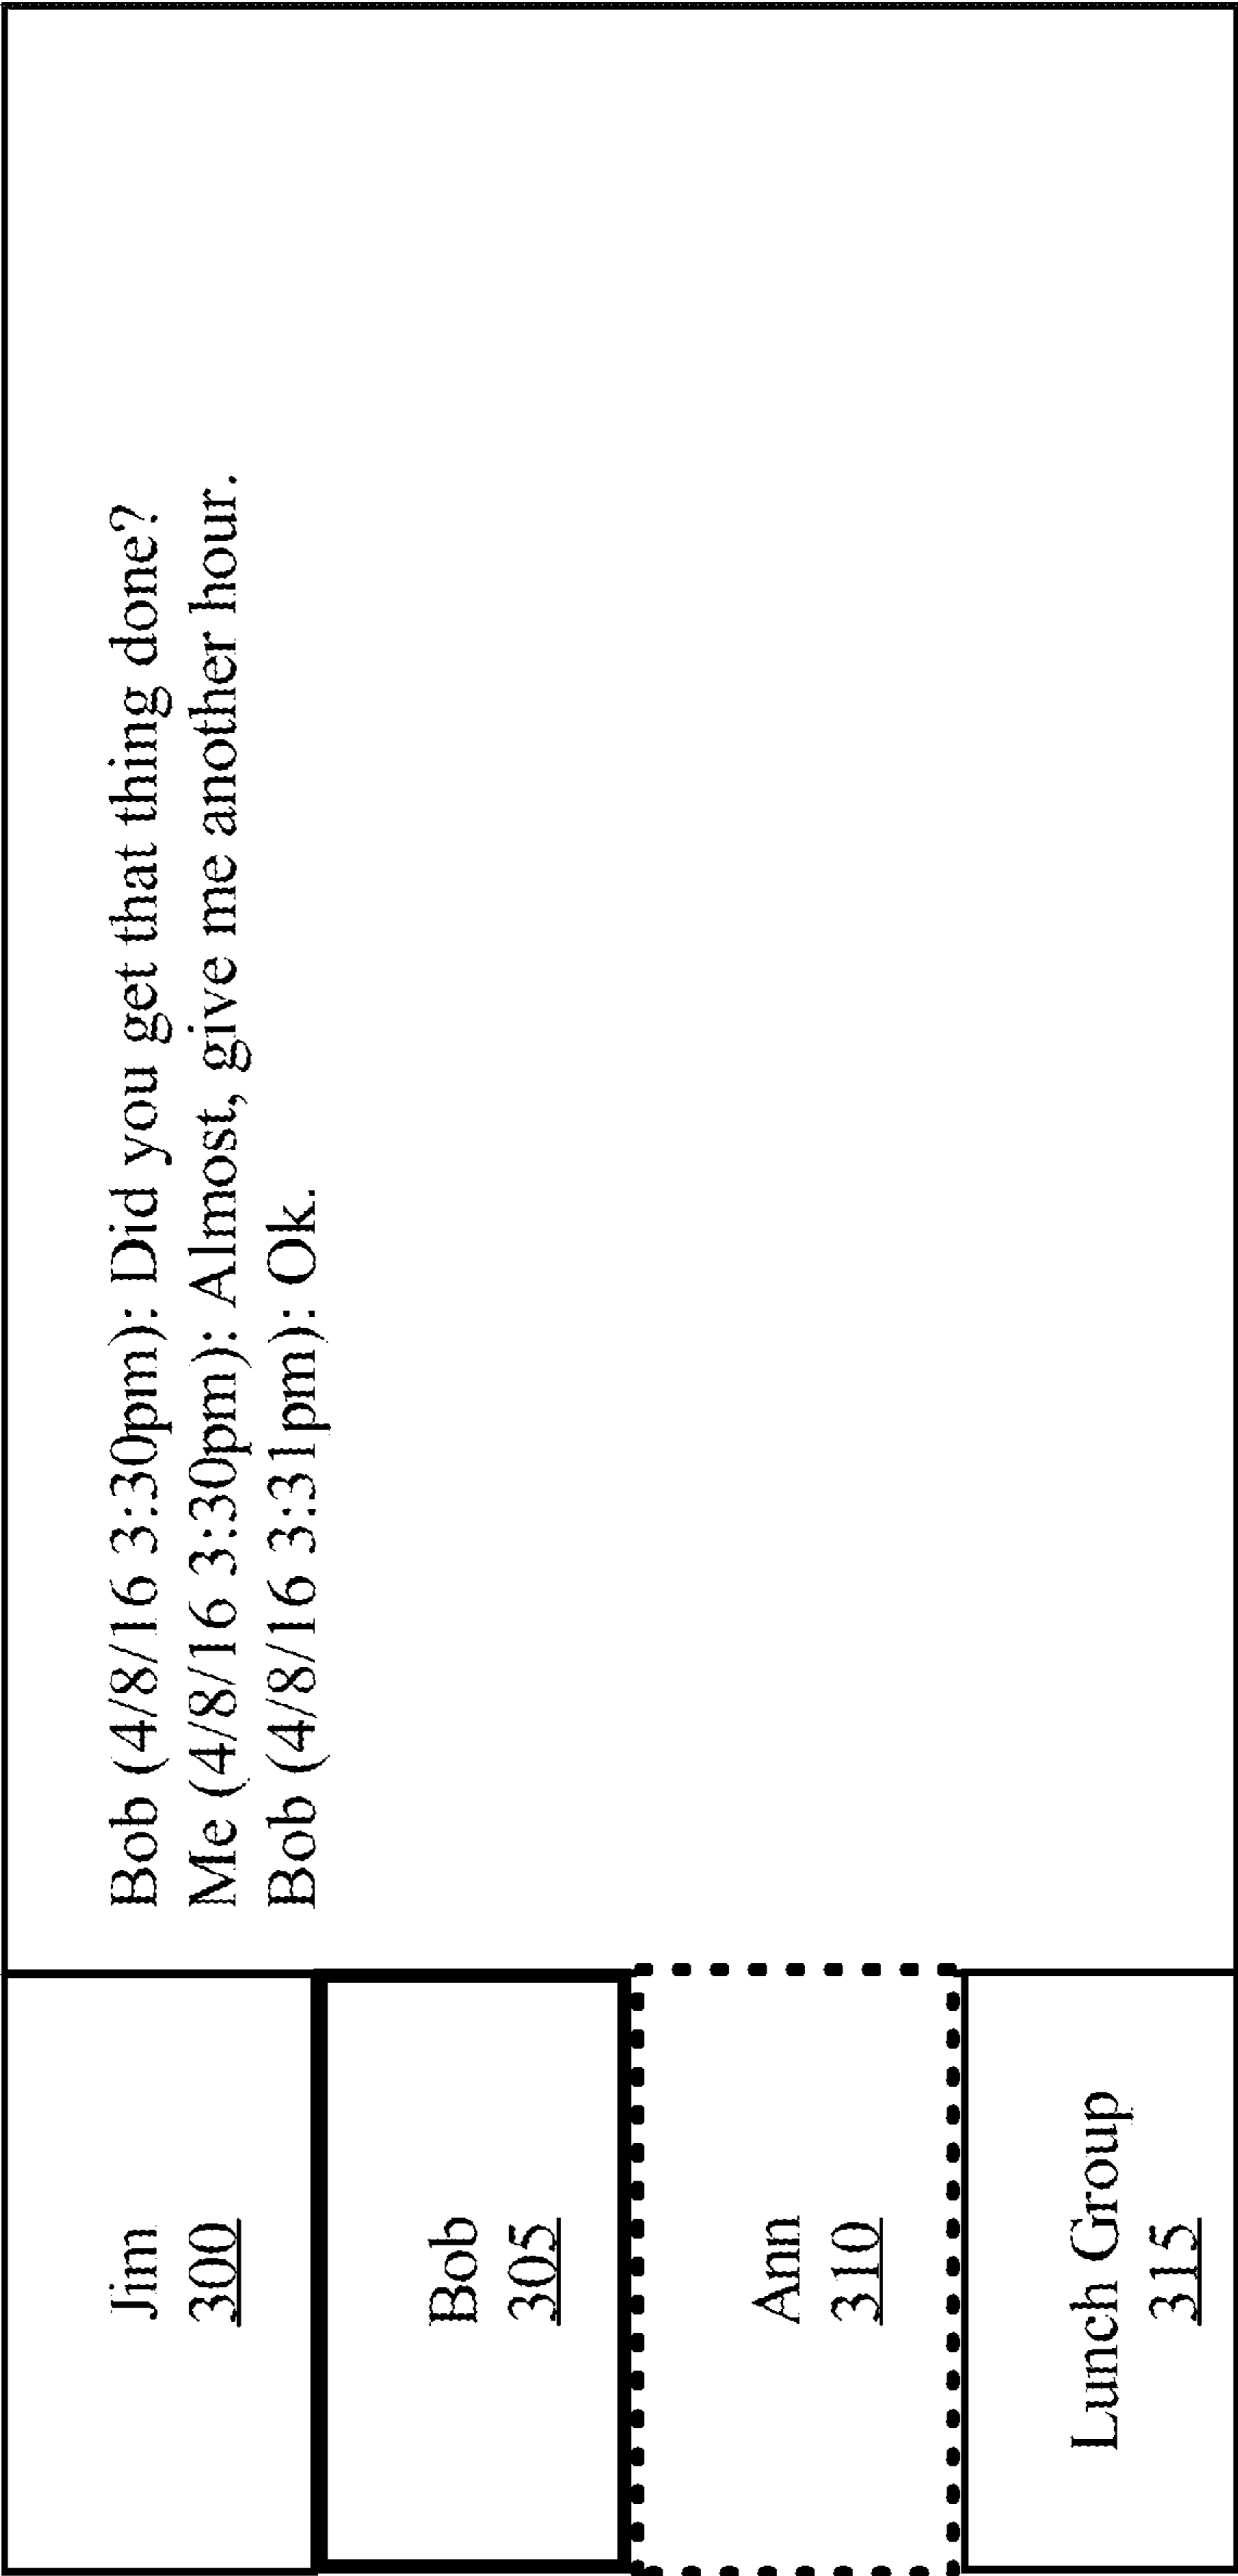 Jim
300
Bob
305
Ann
310
Lunch Group
315
Bob (4/8/16 3:30pm): Did you get that thing done?
Me (4/8/16 3:30pm): Almost, give me another hour.
Bob (4/8/16 3:31pm): Ok.